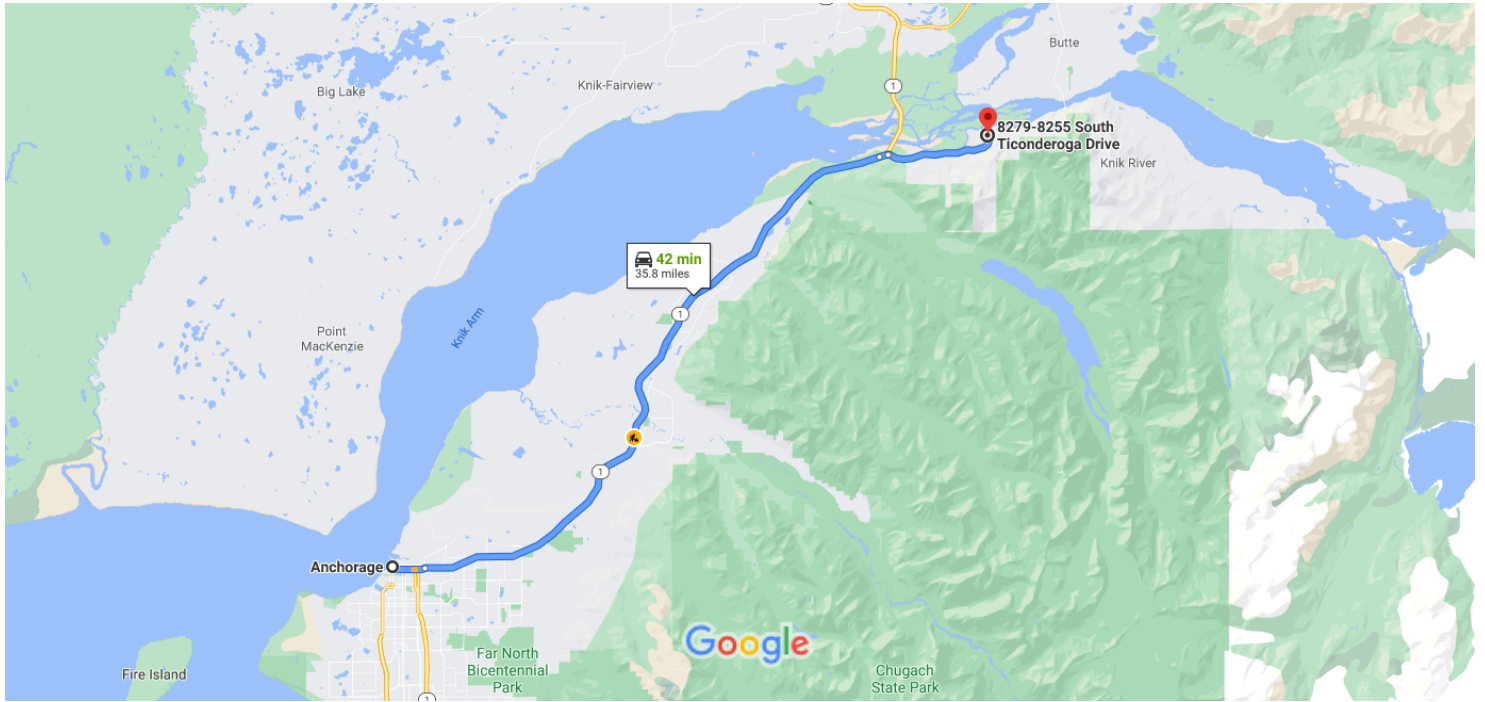 Butte
Big Lake
Knik-Fairview
1
8279-8255 South
Ticonderoga Drive
Knik River
42 min
35.8 miles
1
Knik Arm
Point
MacKenzie
1
Anchorage
Google
Far North
Bicentennial
Park
Fire Island
Chugach
State Park
1